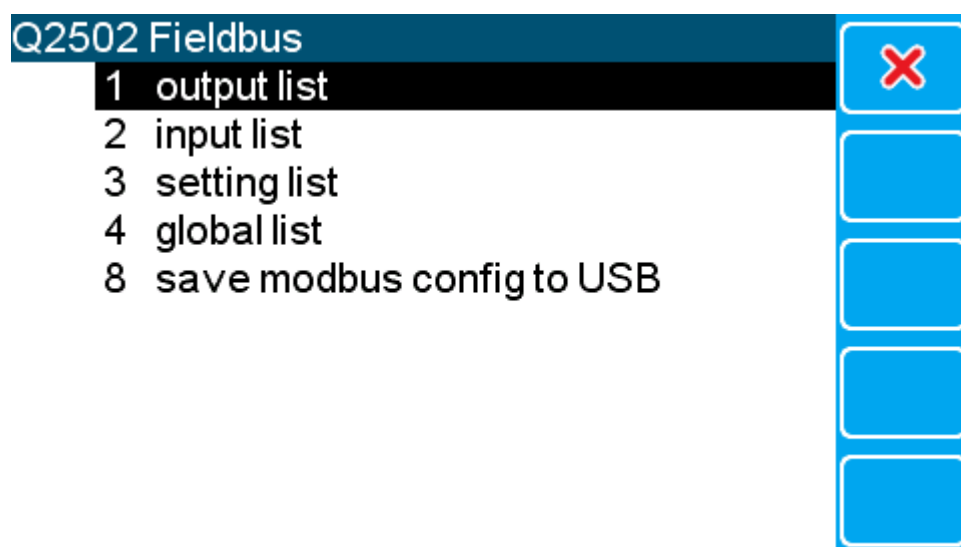 Q2502 Fieldbus
1 output list
2 input list
3 setting list
4 global list
8 save modbus config to USB